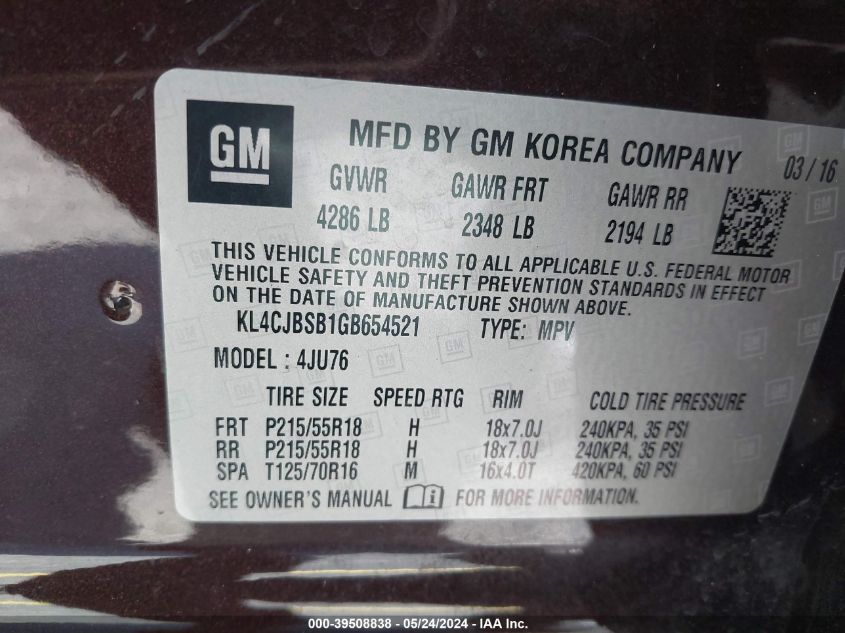 GM
MFD BY GM KOREA COMPANY 03/16
GVWR GAWR FRT GAWR RR
4286 LB 2348 LB 2194 LB
THIS VEHICLE CONFORMS TO ALL APPLICABLE U.S. FEDERAL MOTOR
VEHICLE SAFETY AND THEFT PREVENTION STANDARDS IN EFFECT
ON THE DATE OF MANUFACTURE SHOWN ABOVE.
KL4CJBSB1GB654521 TYPE: MPV
MODEL : 4JU76
TIRE SIZE SPEED RTG RIM COLD TIRE PRESSURE
FRT P215/55R18 H 18x7.0J 240KPA, 35 PSI
RR P215/55R18 H 18x7.0J 240KPA, 35 PSI
SPA T125/70R16 M 16x4.0T 420KPA, 60 PSI
SEE OWNER'S MANUAL FOR MORE INFORMATION.
000-39508838 - 05/24/2024 - IAA Inc.